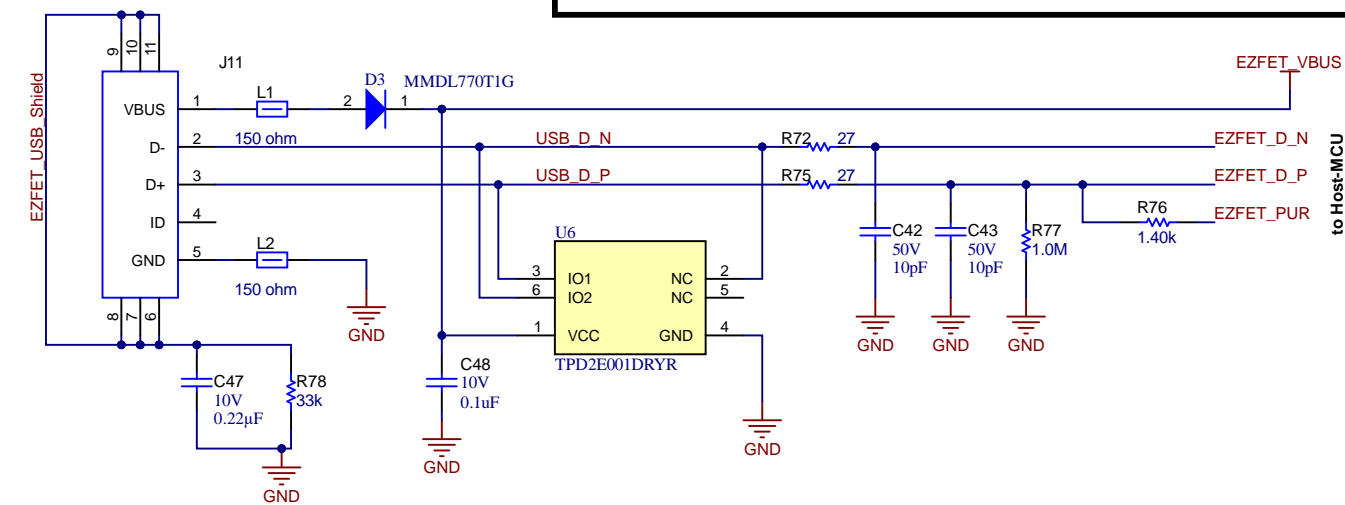 J11
EZFET_USB_Shield
9
10
11
VBUS
D-
D+
ID
GND
1
2
3
4
5
8
7
6
L1
150 ohm
L2
150 ohm
GND
2
D3
1
MMDL770T1G
EZFET_VBUS
USB_D_N
USB_D_P
R72
27
R75
27
EZFET_D_N
EZFET_D_P
EZFET_PUR
to Host-MCU
R76
1.40k
C42
50V
10pF
GND
C43
50V
10pF
GND
R77
1.0M
GND
U6
3
6
1
IO1
IO2
VCC
NC
NC
GND
2
5
4
TPD2E001DRYR
GND
C47
10V
0.22µF
R78
33k
GND
C48
10V
0.1uF
GND